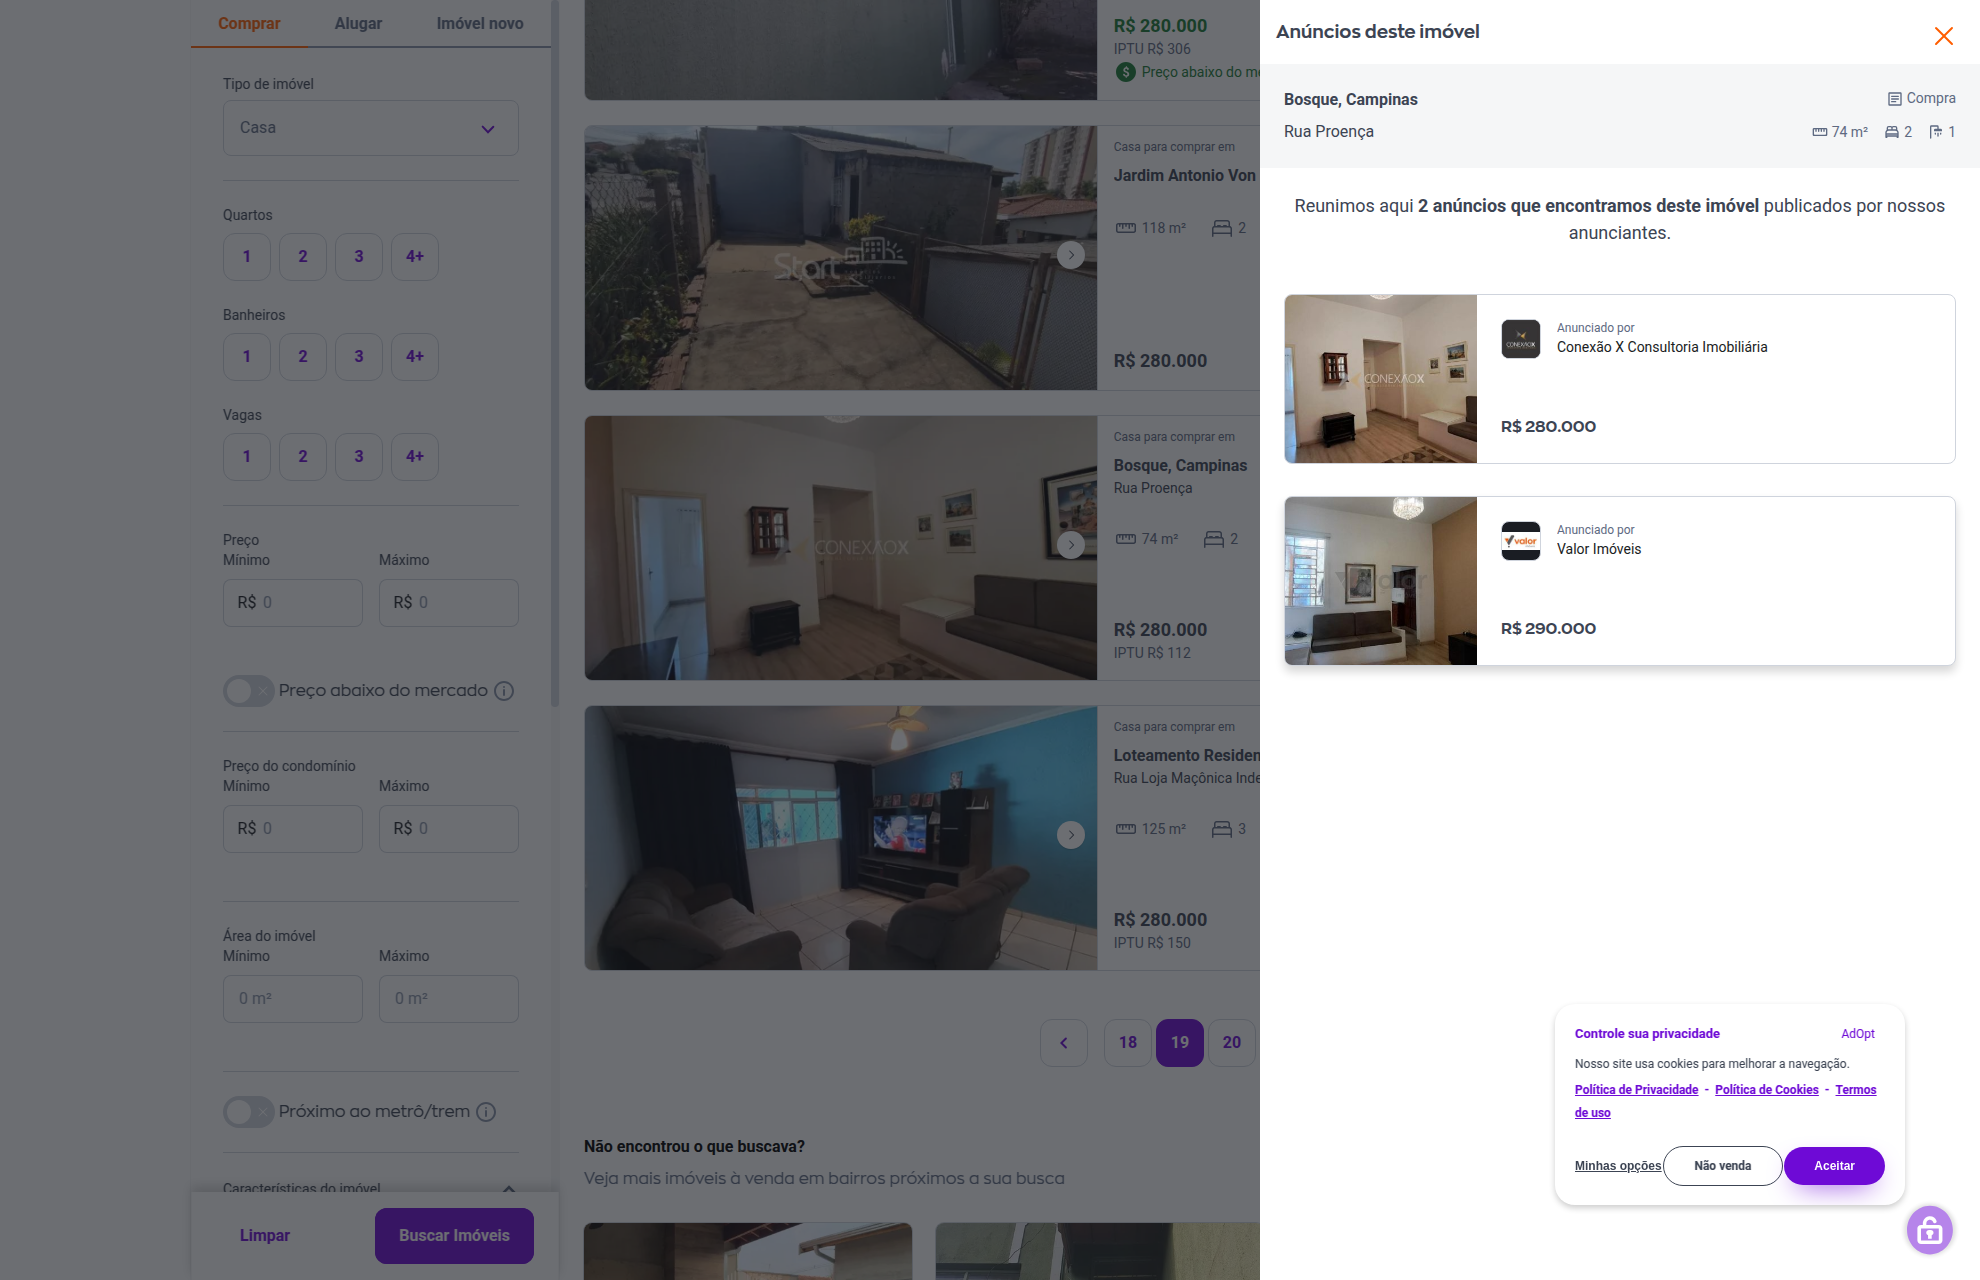 Comprar
Alugar
Imóvel novo
Tipo de imóvel
Casa
Quartos
1
2
3
4+
Banheiros
1
2
3
4+
Vagas
1
2
3
4+
Preço
Mínimo
Máximo
R$ 0
R$ 0
Preço abaixo do mercado
Preço do condomínio
Mínimo
Máximo
R$ 0
R$ 0
Área do imóvel
Mínimo
Máximo
0 m²
0 m²
Próximo ao metrô/trem
Características do imóvel
Limpar
Buscar Imóveis
R$ 280.000
IPTU R$ 306
Preço abaixo do me
Start
Casa para comprar em
Jardim Antonio Von
118 m²
2
R$ 280.000
CONEXAOX
Casa para comprar em
Bosque, Campinas
Rua Proença
74 m²
2
R$ 280.000
IPTU R$ 112
Casa para comprar em
Loteamento Residen
Rua Loja Maçônica Inde
125 m²
3
R$ 280.000
IPTU R$ 150
18
19
20
Não encontrou o que buscava?
Veja mais imóveis à venda em bairros próximos a sua busca
Anúncios deste imóvel
Bosque, Campinas
Compra
Rua Proença
74 m²
2
1
Reunimos aqui 2 anúncios que encontramos deste imóvel publicados por nossos
anunciantes.
CONEXAOX
CONEXAOX
Anunciado por
Conexão X Consultoria Imobiliária
R$ 280.000
valor
valor
Anunciado por
Valor Imóveis
R$ 290.000
Controle sua privacidade
AdOpt
Nosso site usa cookies para melhorar a navegação.
Política de Privacidade - Política de Cookies - Termos
de uso
Minhas opções
Não venda
Aceitar